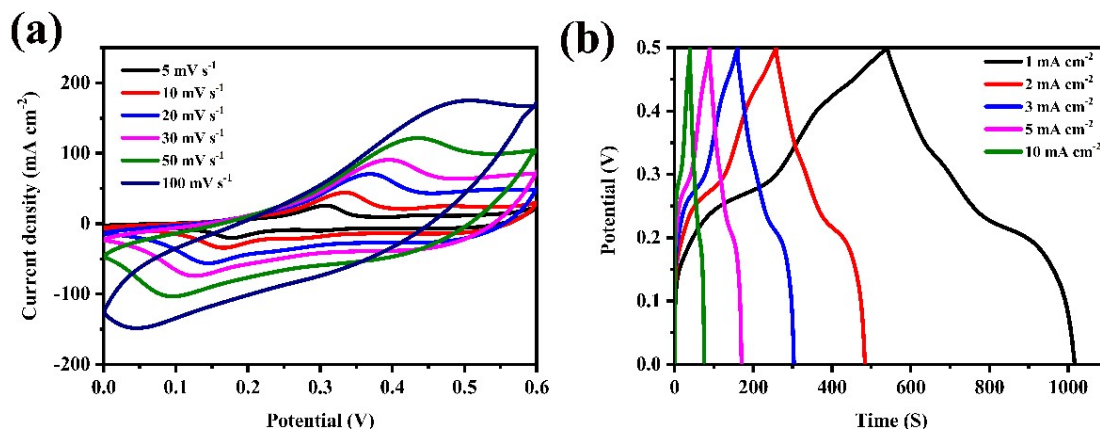 (a)
200
100
0
-100
-200
Current density (mA cm⁻²)
5 mV s⁻¹
10 mV s⁻¹
20 mV s⁻¹
30 mV s⁻¹
50 mV s⁻¹
100 mV s⁻¹
0.0 0.1 0.2 0.3 0.4 0.5 0.6
Potential (V)
(b)
0.5
0.4
0.3
0.2
0.1
0.0
Potential (V)
1 mA cm⁻²
2 mA cm⁻²
3 mA cm⁻²
5 mA cm⁻²
10 mA cm⁻²
0 200 400 600 800 1000
Time (S)